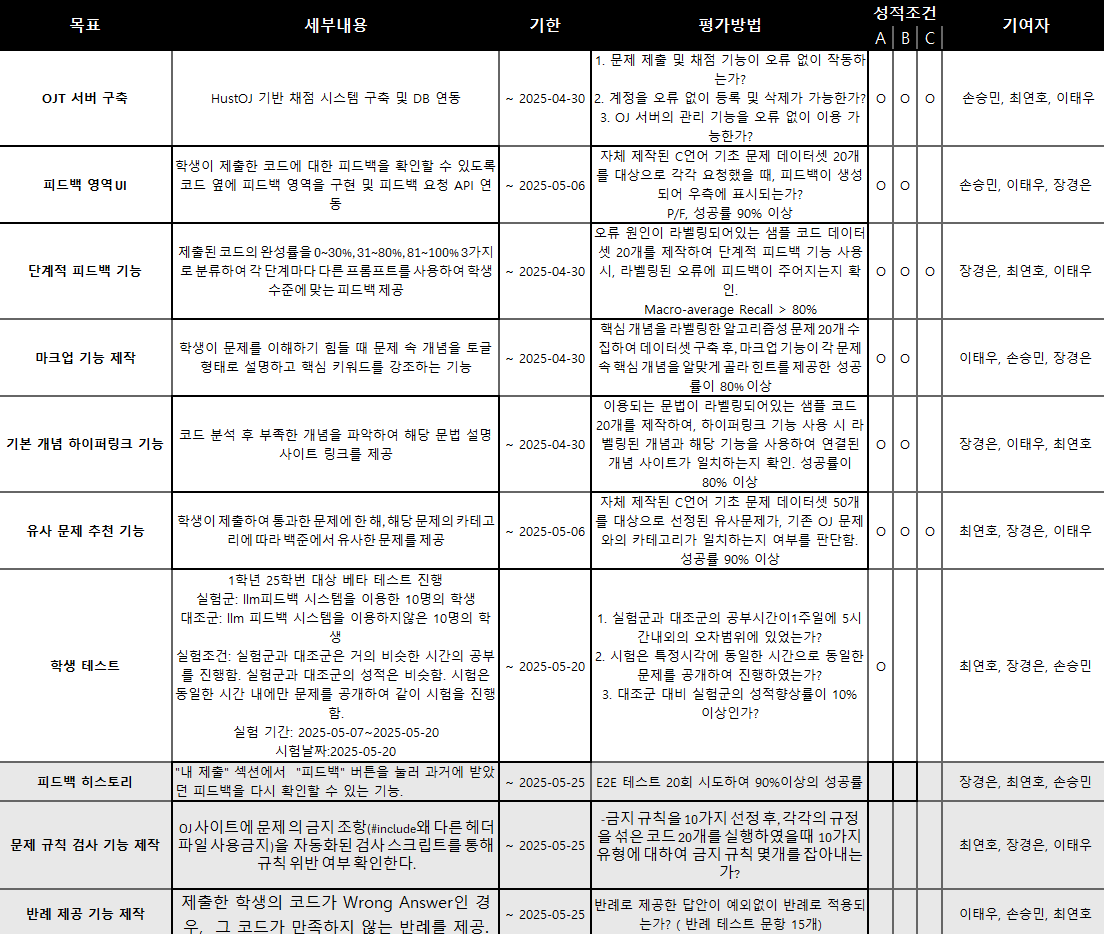 목표 세부내용 기한 평가방법 성적조건 기여자
A B C
OJT 서버 구축
HustOJ 기반 채점 시스템 구축 및 DB 연동
~ 2025-04-30
1. 문제 제출 및 채점 기능이 오류 없이 작동하
는가?
2. 계정을 오류 없이 등록 및 삭제가 가능한가?
3. OJ 서버의 관리 기능을 오류 없이 이용 가
능한가?
O O O
손승민, 최연호, 이태우
피드백 영역UI
학생이 제출한 코드에 대한 피드백을 확인할 수 있도록
코드 옆에 피드백 영역을 구현 및 피드백 요청 API 연
동
~ 2025-05-06
자체 제작된 C언어 기초 문제 데이터셋 20개
를 대상으로 각각 요청했을 때, 피드백이 생성
되어 우측에 표시되는가?
P/F, 성공률 90% 이상
O O
손승민, 이태우, 장경은
단계적 피드백 기능
제출된 코드의 완성률을 0~30%, 31~80%, 81~100% 3가지
로 분류하여 각 단계마다 다른 프롬프트를 사용하여 학생
수준에 맞는 피드백 제공
~ 2025-04-30
오류 원인이 라벨링되어있는 샘플 코드 데이터
셋 20개를 제작하여 단계적 피드백 기능 사용
시, 라벨링된 오류에 피드백이 주어지는지 확
인.
Macro-average Recall > 80%
O O O
장경은, 최연호, 이태우
마크업 기능 제작
학생이 문제를 이해하기 힘들 때 문제 속 개념을 토글
형태로 설명하고 핵심 키워드를 강조하는 기능
~ 2025-04-30
핵심 개념을 라벨링한 알고리즘성 문제 20개 수
집하여 데이터셋 구축 후, 마크업 기능이 각 문제
속 핵심 개념을 알맞게 골라 힌트를 제공한 성공
률이 80% 이상
O O
이태우, 손승민, 장경은
기본 개념 하이퍼링크 기능
코드 분석 후 부족한 개념을 파악하여 해당 문법 설명
사이트 링크를 제공
~ 2025-04-30
이용되는 문법이 라벨링되어있는 샘플 코드
20개를 제작하여, 하이퍼링크 기능 사용 시 라
벨링된 개념과 해당 기능을 사용하여 연결된
개념 사이트가 일치하는지 확인. 성공률이
80% 이상
O O
장경은, 이태우, 최연호
유사 문제 추천 기능
학생이 제출하여 통과한 문제에 한 해, 해당 문제의 카테고
리에 따라 백준에서 유사한 문제를 제공
~ 2025-05-06
자체 제작된 C언어 기초 문제 데이터셋 50개
를 대상으로 선정된 유사문제가, 기존 OJ 문제
와의 카테고리가 일치하는지 여부를 판단함.
성공률 90% 이상
O O O
최연호, 장경은, 이태우
학생 테스트
1학년 25학번 대상 베타 테스트 진행
실험군: llm피드백 시스템을 이용한 10명의 학생
대조군: llm 피드백 시스템을 이용하지않은 10명의 학
생
실험조건: 실험군과 대조군은 거의 비슷한 시간의 공부
를 진행함. 실험군과 대조군의 성적은 비슷함. 시험은
동일한 시간 내에만 문제를 공개하여 같이 시험을 진행
함.
실험 기간: 2025-05-07~2025-05-20
시험날짜:2025-05-20
~ 2025-05-20
1. 실험군과 대조군의 공부시간이1주일에 5시
간내외의 오차범위에 있었는가?
2. 시험은 특정시각에 동일한 시간으로 동일한
문제를 공개하여 진행하였는가?
3. 대조군 대비 실험군의 성적향상률이 10%
이상인가?
O
최연호, 장경은, 손승민
피드백 히스토리
"내 제출" 섹션에서 "피드백" 버튼을 눌러 과거에 받았
던 피드백을 다시 확인할 수 있는 기능.
~ 2025-05-25
E2E 테스트 20회 시도하여 90%이상의 성공률
장경은, 최연호, 손승민
문제 규칙 검사 기능 제작
OJ 사이트에 문제의 금지 조항(#include와 다른 헤더
파일 사용금지)을 자동화된 검사 스크립트를 통해
규칙 위반 여부 확인한다.
~ 2025-05-25
-금지 규칙을 10가지 선정 후, 각각의 규정
을 섞은 코드 20개를 실행하였을때 10가지
유형에 대하여 금지 규칙 몇개를 잡아내는
가?
최연호, 장경은, 이태우
반례 제공 기능 제작
제출한 학생의 코드가 Wrong Answer인 경
우, 그 코드가 만족하지 않는 반례를 제공.
~ 2025-05-25
반례로 제공한 답안이 예외없이 반례로 적용되
는가? ( 반례 테스트 문항 15개)
이태우, 손승민, 최연호